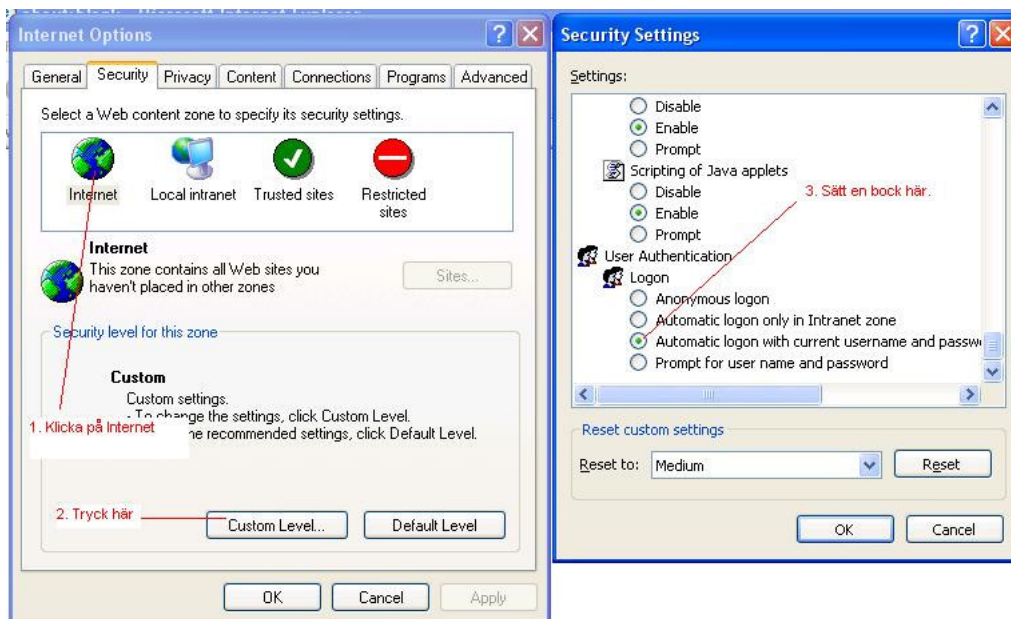 about:blank - Microsoft Internet Explorer
Internet Options
General Security Privacy Content Connections Programs Advanced
Select a Web content zone to specify its security settings.
Internet
Local intranet
Trusted sites
Restricted
sites
Internet
This zone contains all Web sites you
haven't placed in other zones
Sites...
Security level for this zone
Custom
Custom settings.
- To change the settings, click Custom Level.
1. Klicka på Internet
recommended settings, click Default Level.
2. Tryck här
Custom Level...
Default Level
OK
Cancel
Apply
Security Settings
Settings:
Disable
Enable
Prompt
Scripting of Java applets
Disable
3. Sätt en bock här.
Enable
Prompt
User Authentication
Logon
Anonymous logon
Automatic logon only in Intranet zone
Automatic logon with current username and passw
Prompt for user name and password
Reset custom settings
Reset to:
Medium
Reset
OK
Cancel